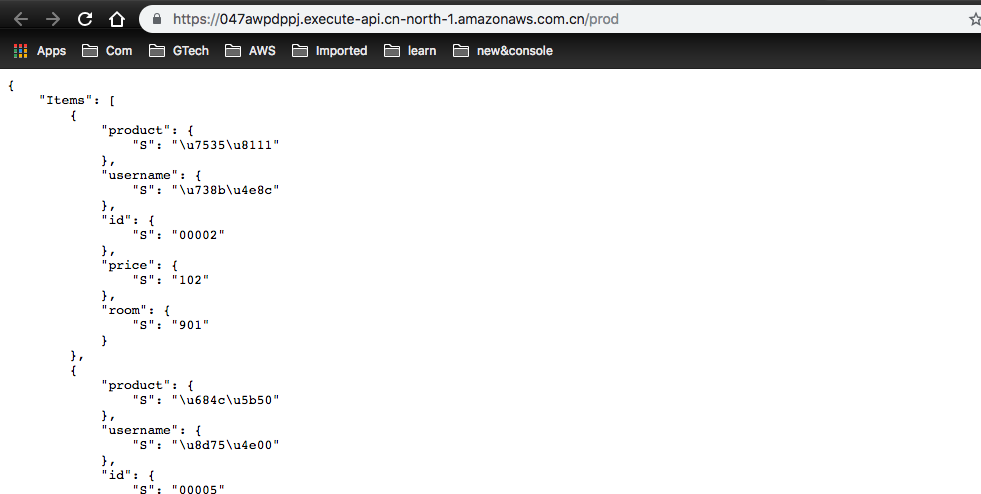 https://047awpdppj.execute-api.cn-north-1.amazonaws.com.cn/prod
Apps Com GTech AWS Imported learn new&console
{
    "Items": [
        {
            "product": {
                "S": "\u7535\u8111"
            },
            "username": {
                "S": "\u738b\u4e8c"
            },
            "id": {
                "S": "00002"
            },
            "price": {
                "S": "102"
            },
            "room": {
                "S": "901"
            }
        },
        {
            "product": {
                "S": "\u684c\u5b50"
            },
            "username": {
                "S": "\u8d75\u4e00"
            },
            "id": {
                "S": "00005"